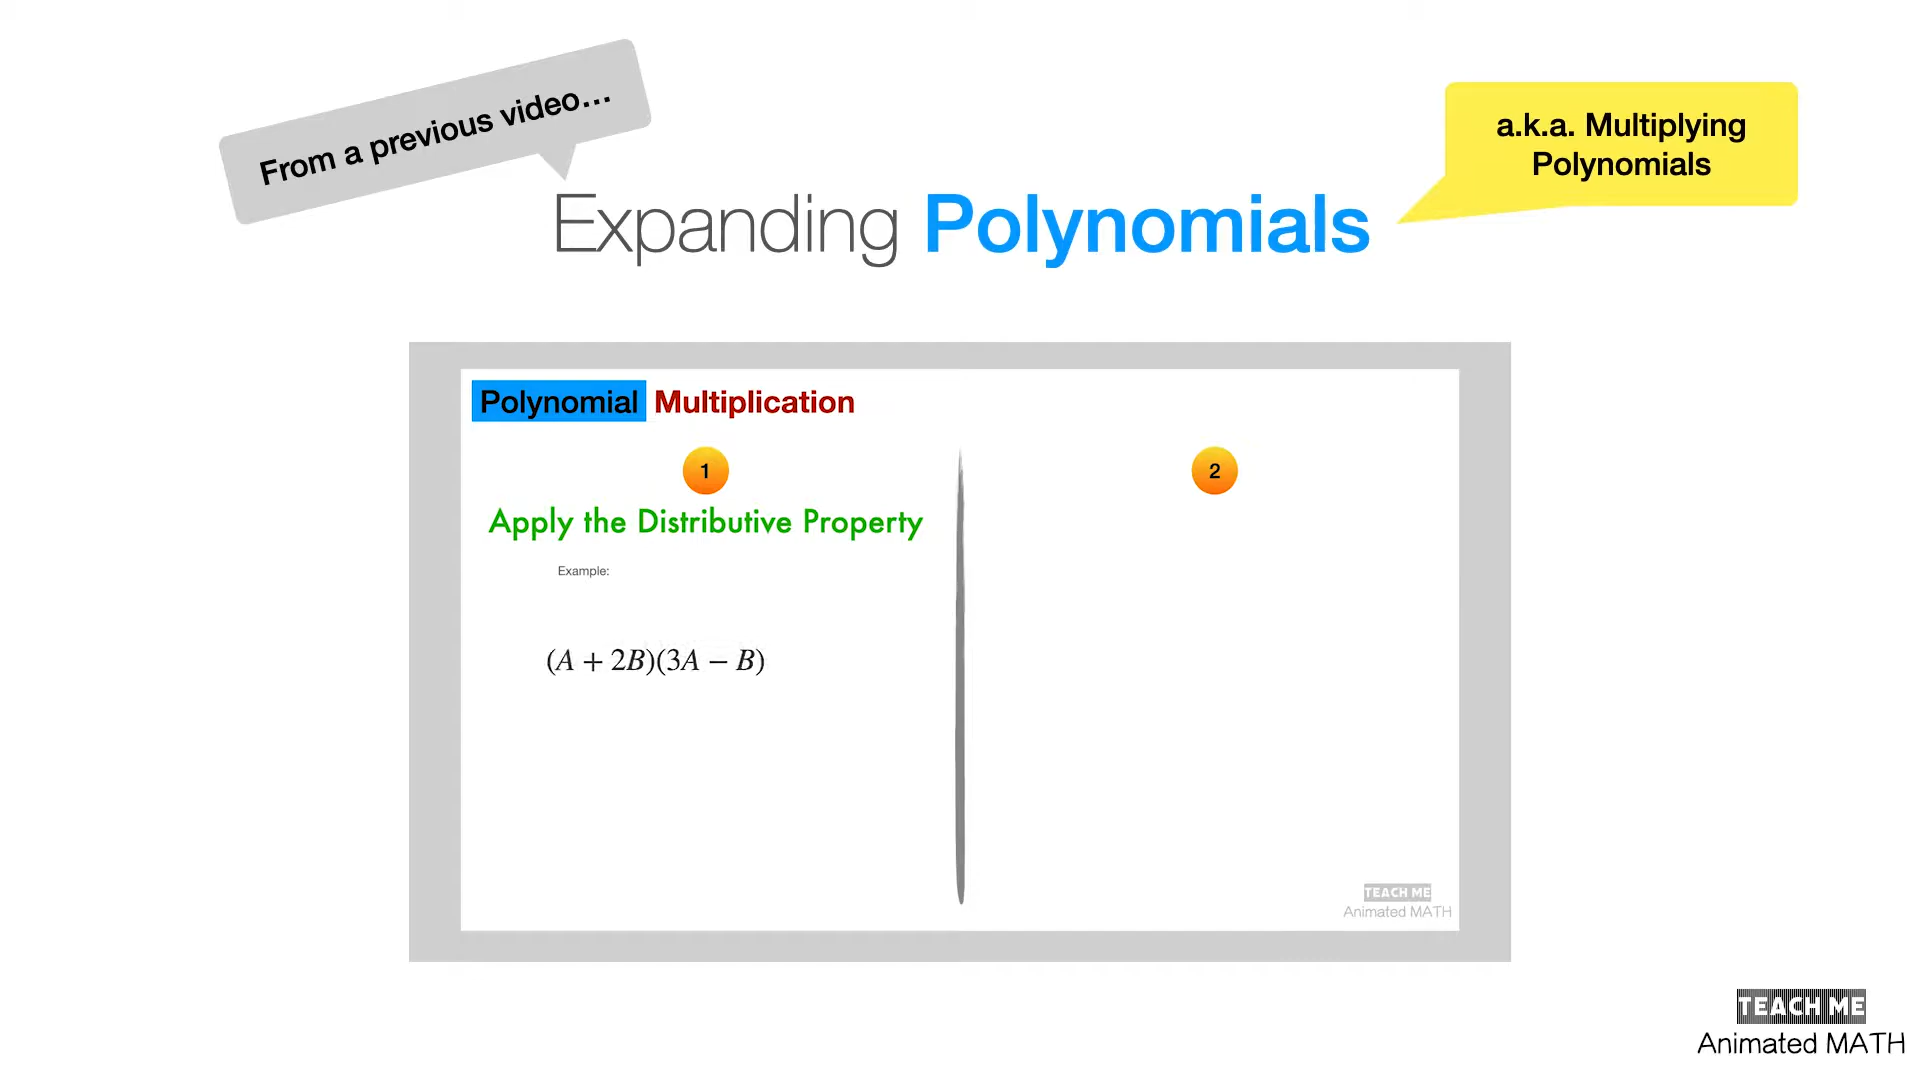 From a previous video...
a.k.a. Multiplying
Polynomials
Expanding Polynomials
Polynomial Multiplication
1
2
Apply the Distributive Property
Example:
(A + 2B)(3A − B)
TEACH ME
Animated MATH
TEACH ME
Animated MATH